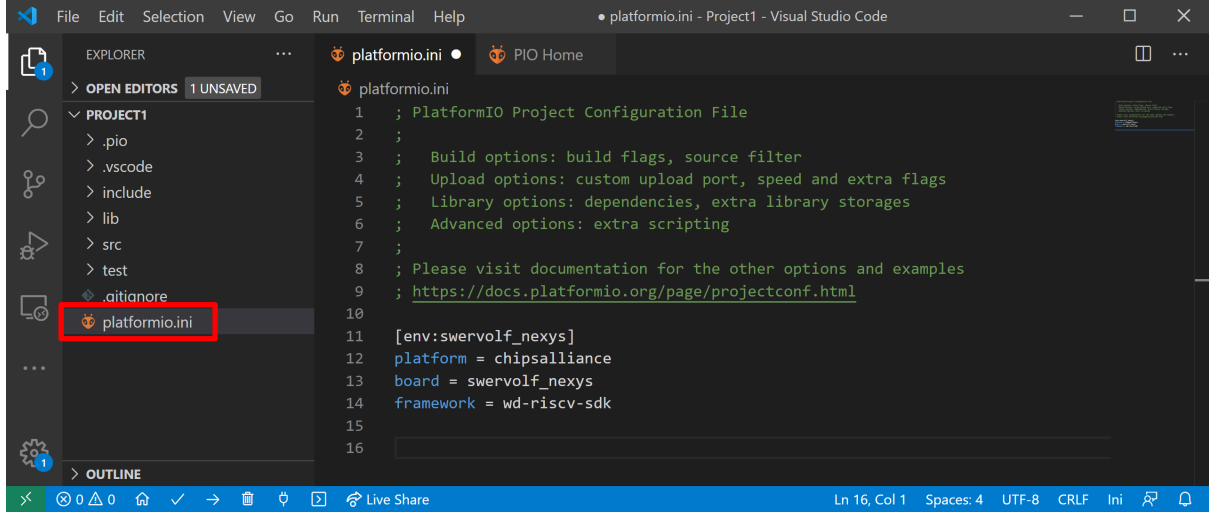 File Edit Selection View Go Run Terminal Help ● platformio.ini - Project1 - Visual Studio Code
EXPLORER ···
OPEN EDITORS 1 UNSAVED
PROJECT1
.pio
.vscode
include
lib
src
test
.gitignore
platformio.ini
OUTLINE
1
1
platformio.ini ● PIO Home
platformio.ini
1 ; PlatformIO Project Configuration File
2 ;
3 ;   Build options: build flags, source filter
4 ;   Upload options: custom upload port, speed and extra flags
5 ;   Library options: dependencies, extra library storages
6 ;   Advanced options: extra scripting
7 ;
8 ; Please visit documentation for the other options and examples
9 ; https://docs.platformio.org/page/projectconf.html
10
11 [env:swervolf_nexys]
12 platform = chipsalliance
13 board = swervolf_nexys
14 framework = wd-riscv-sdk
15
16
0 0 Live Share Ln 16, Col 1 Spaces: 4 UTF-8 CRLF Ini